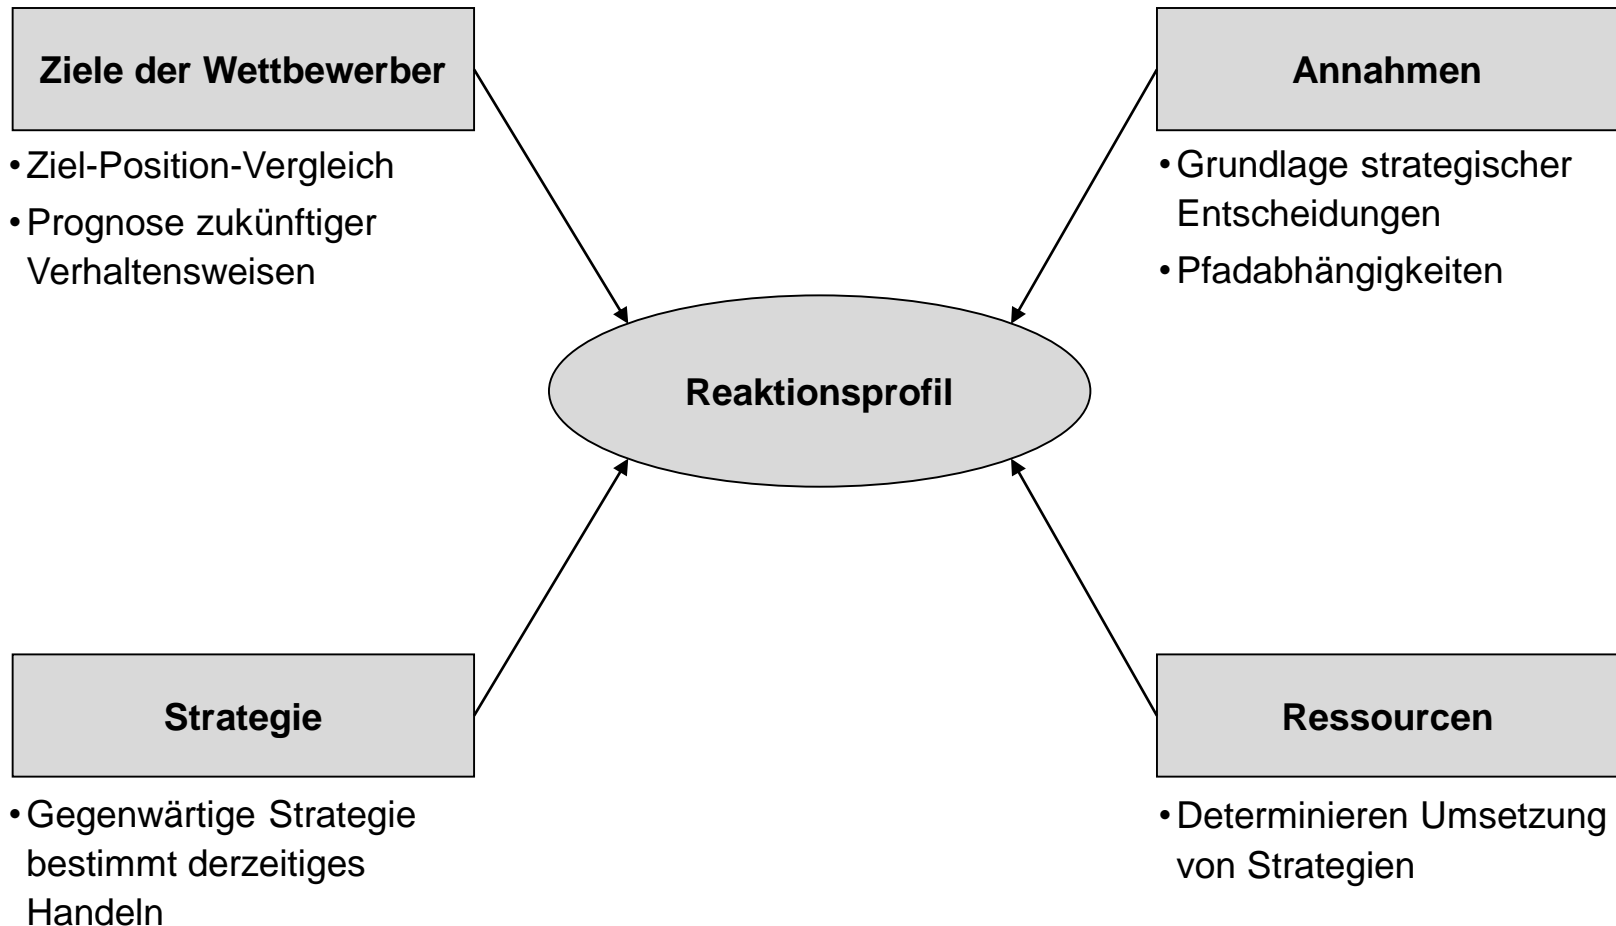 Ziele der Wettbewerber
• Ziel-Position-Vergleich
• Prognose zukünftiger
Verhaltensweisen
Annahmen
• Grundlage strategischer
Entscheidungen
• Pfadabhängigkeiten
Reaktionsprofil
Strategie
• Gegenwärtige Strategie
bestimmt derzeitiges
Handeln
Ressourcen
• Determinieren Umsetzung
von Strategien